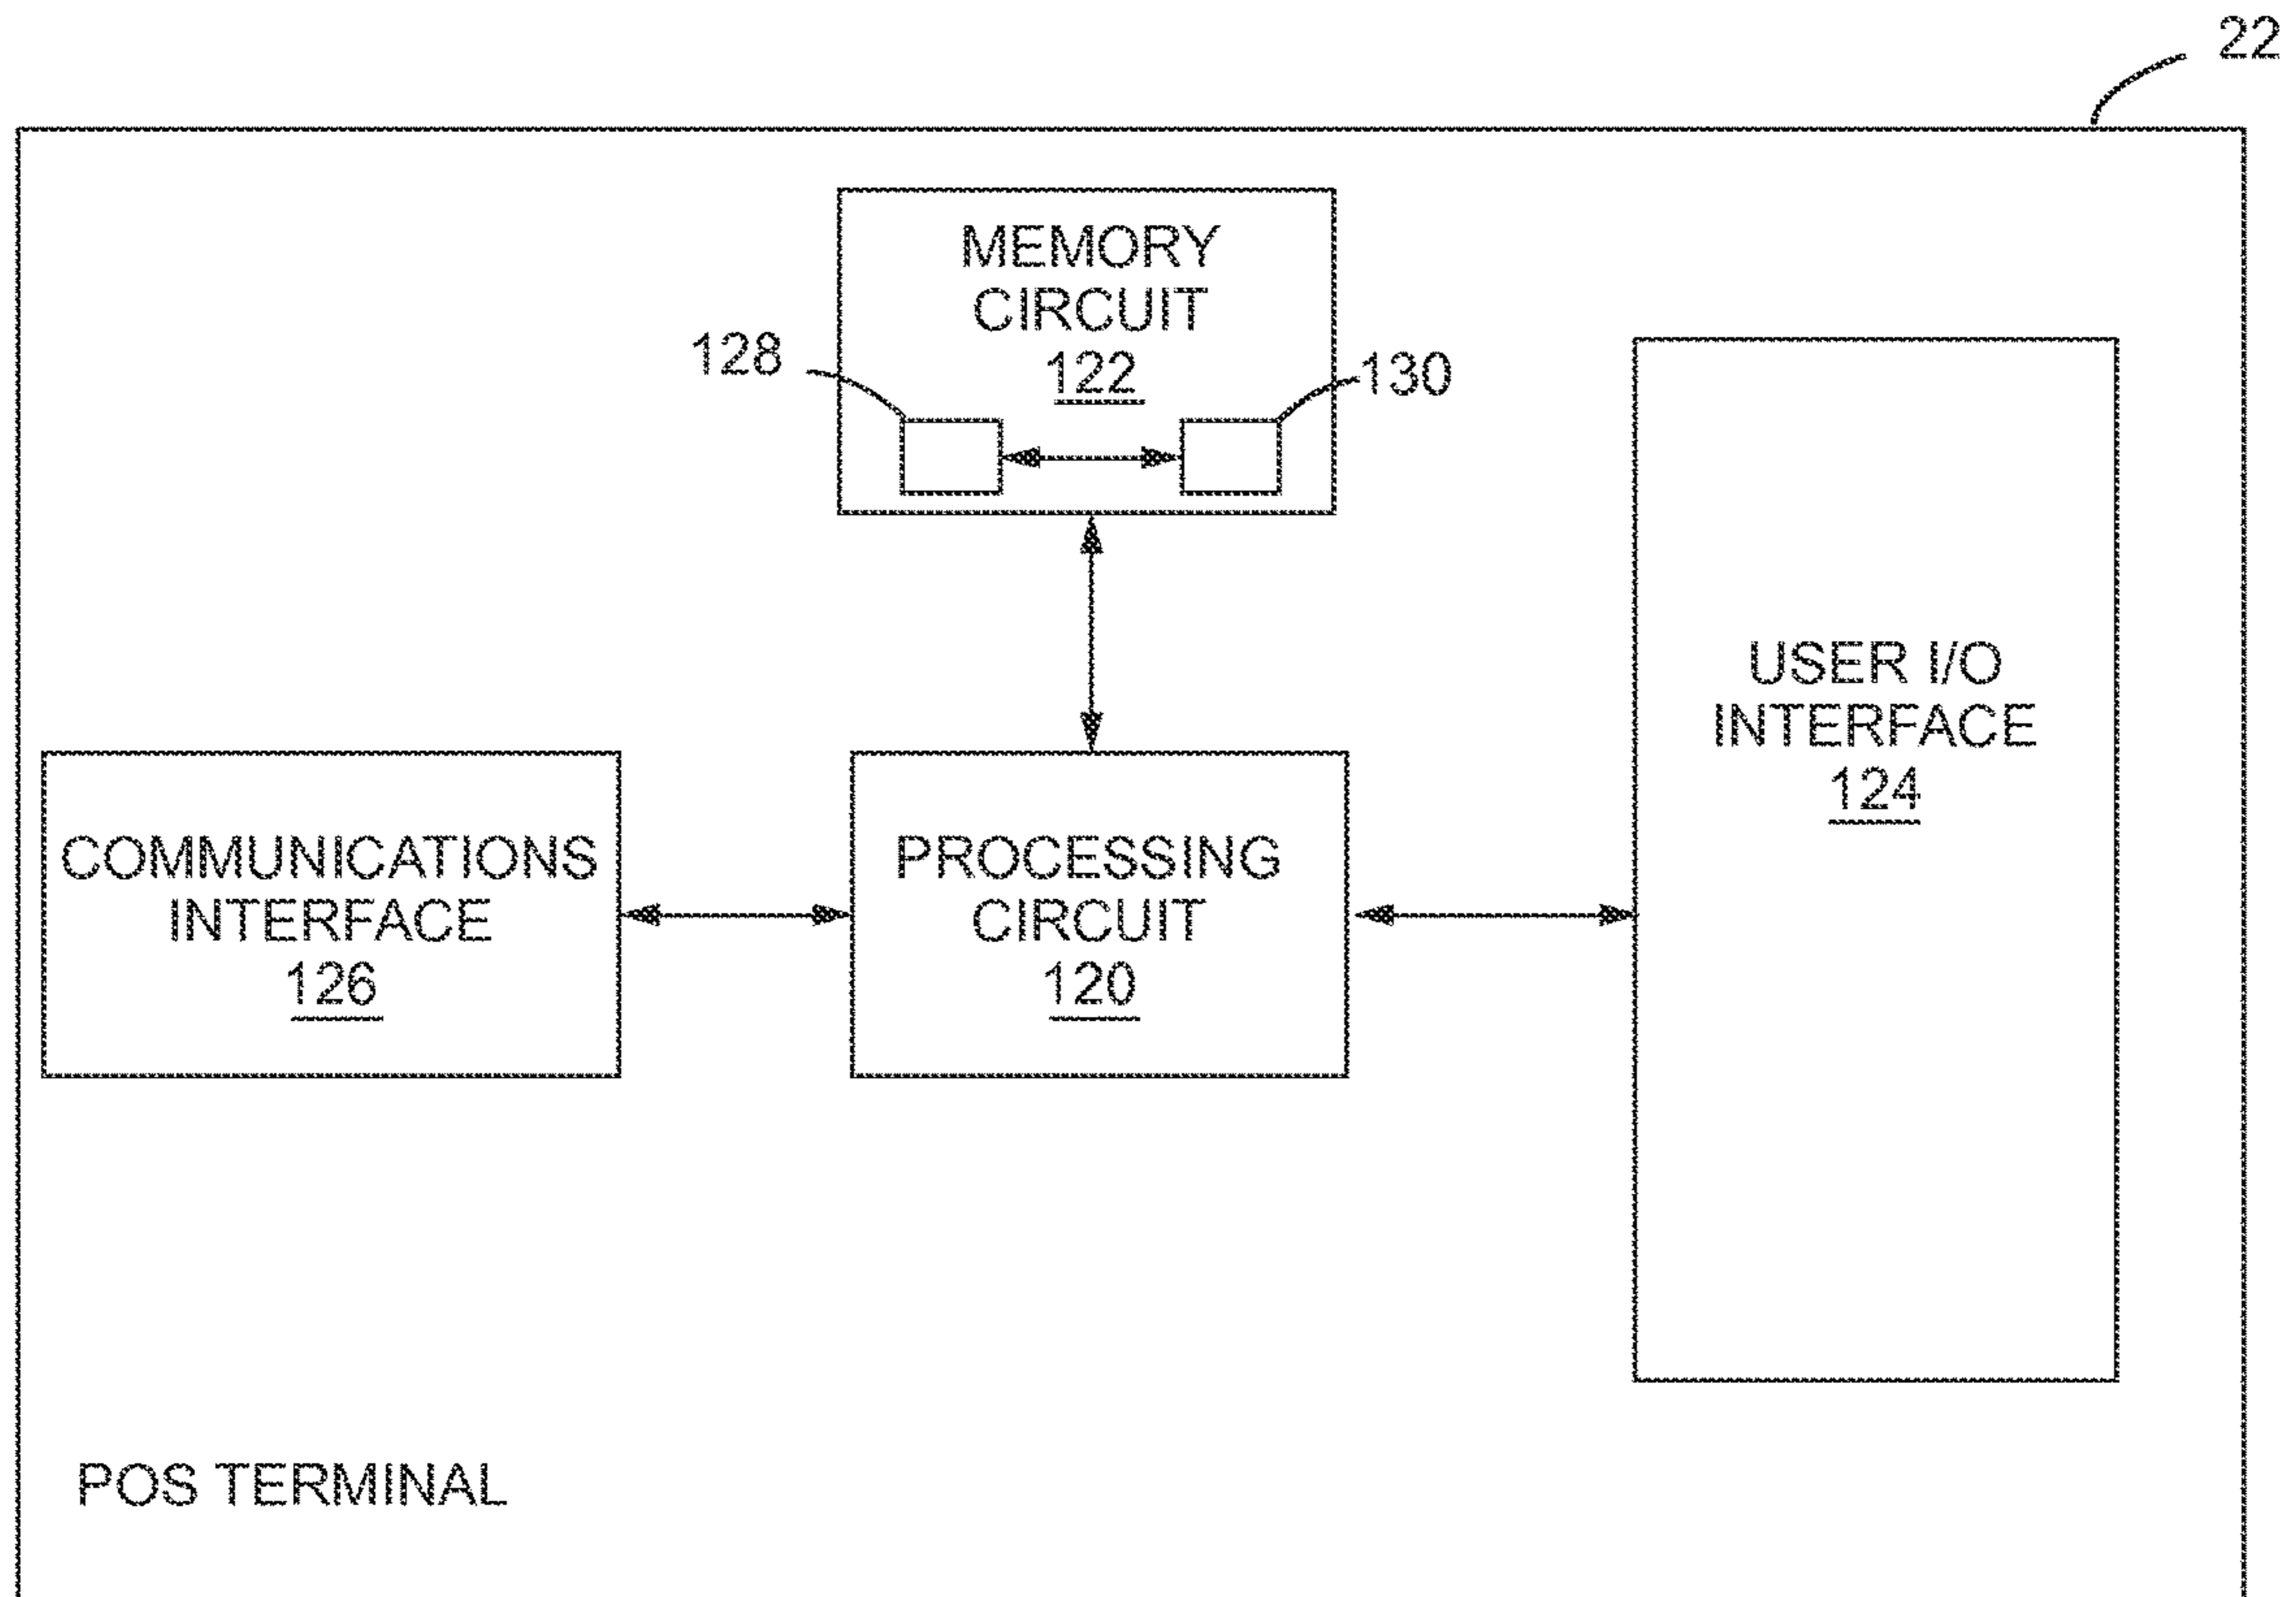 22
MEMORY
CIRCUIT
122
128
130
USER I/O
INTERFACE
124
COMMUNICATIONS
INTERFACE
126
PROCESSING
CIRCUIT
120
POS TERMINAL